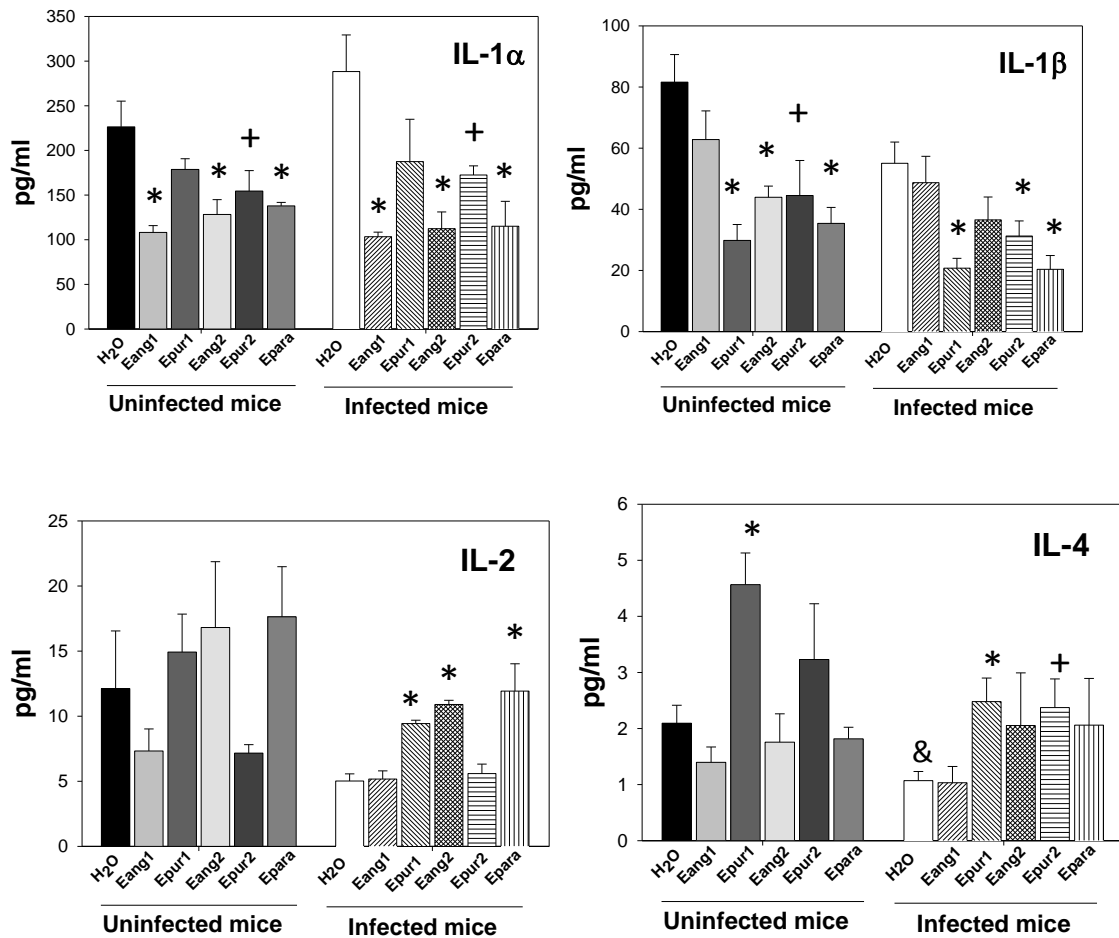 IL-1α
pg/ml
350
300
250
200
150
100
50
0
* * + * * * + *
H2O Eang1 Epur1 Eang2 Epur2 Epara H2O Eang1 Epur1 Eang2 Epur2 Epara
Uninfected mice Infected mice
IL-1β
pg/ml
100
80
60
40
20
0
* * + * * * *
H2O Eang1 Epur1 Eang2 Epur2 Epara H2O Eang1 Epur1 Eang2 Epur2 Epara
Uninfected mice Infected mice
IL-2
pg/ml
25
20
15
10
5
0
* * *
H2O Eang1 Epur1 Eang2 Epur2 Epara H2O Eang1 Epur1 Eang2 Epur2 Epara
Uninfected mice Infected mice
IL-4
pg/ml
6
5
4
3
2
1
0
* & * +
H2O Eang1 Epur1 Eang2 Epur2 Epara H2O Eang1 Epur1 Eang2 Epur2 Epara
Uninfected mice Infected mice